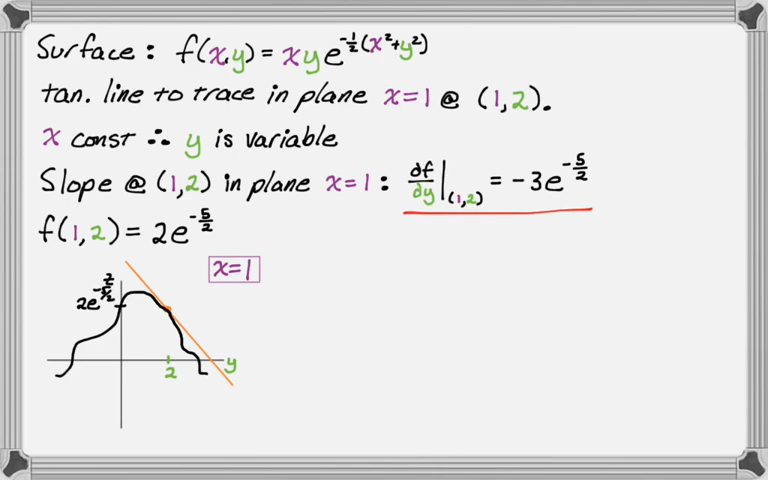 Surface: f(x,y) = xye^{-½(x²+y²)}
tan. line to trace in plane x=1 @ (1,2).
x const ∴ y is variable
Slope @ (1,2) in plane x=1: df/dy|_(1,2) = -3e^{-5/2}
f(1,2) = 2e^{-5/2}
x=1
z
2e^{-5/2}
y
2